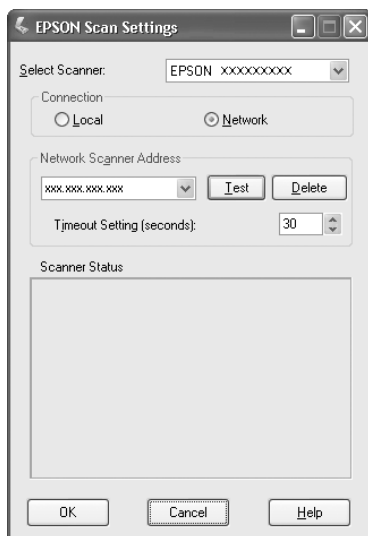 EPSON Scan Settings
Select Scanner: EPSON xxxxxxxxx
Connection
Local Network
Network Scanner Address
xxx.xxx.xxx.xxx Test Delete
Timeout Setting (seconds): 30
Scanner Status
OK Cancel Help